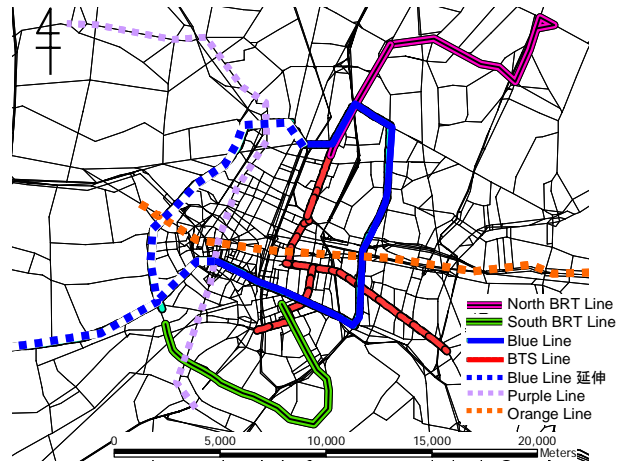 North BRT Line
South BRT Line
Blue Line
BTS Line
Blue Line 延伸
Purple Line
Orange Line
0 5,000 10,000 15,000 20,000
Meters